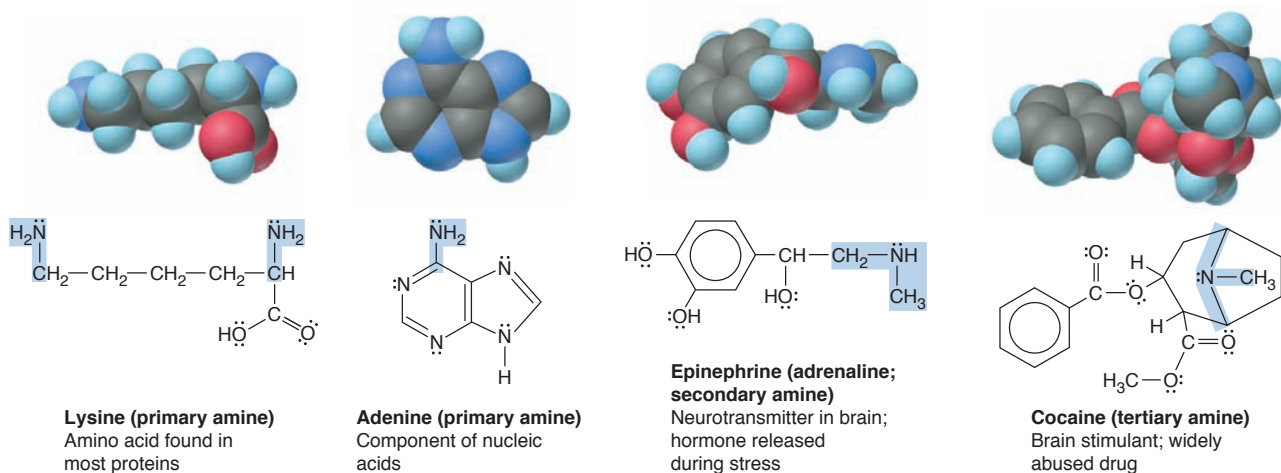 H₂N̈
CH₂—CH₂—CH₂—CH₂—CH
N̈H₂
C
HO
O
NH₂
N
N
N
N
H
HO
OH
CH
HO
CH₂
NH
CH₃
O
C
O
H
H
N
CH₃
C
O
H₃C—O
Lysine (primary amine)
Amino acid found in
most proteins
Adenine (primary amine)
Component of nucleic
acids
Epinephrine (adrenaline;
secondary amine)
Neurotransmitter in brain;
hormone released
during stress
Cocaine (tertiary amine)
Brain stimulant; widely
abused drug